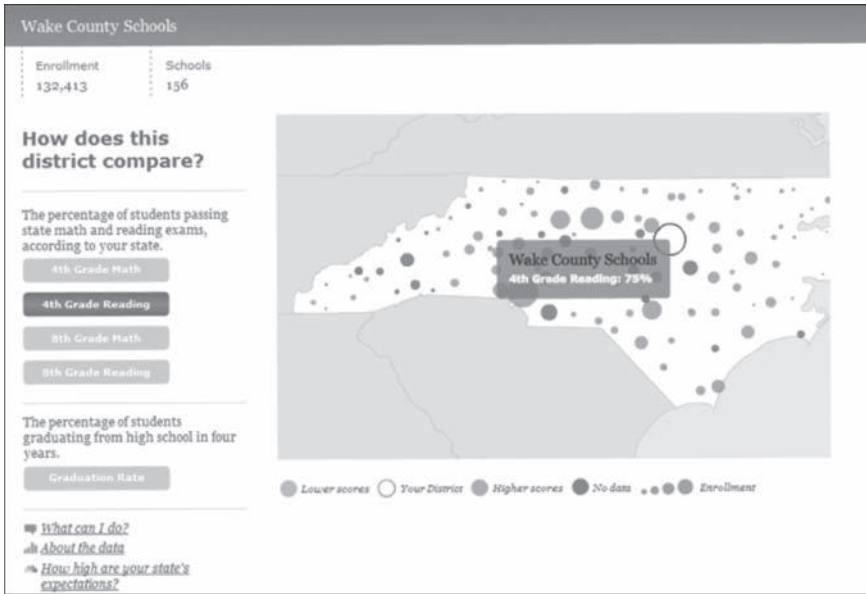 Wake County Schools
Enrollment
132,413
Schools
156
How does this
district compare?
The percentage of students passing
state math and reading exams,
according to your state.
4th Grade Math
4th Grade Reading
8th Grade Math
8th Grade Reading
The percentage of students
graduating from high school in four
years.
Graduation Rate
What can I do?
About the data
How high are your state's
expectations?
Wake County Schools
4th Grade Reading: 75%
Lower scores
Your District
Higher scores
No data
Enrollment